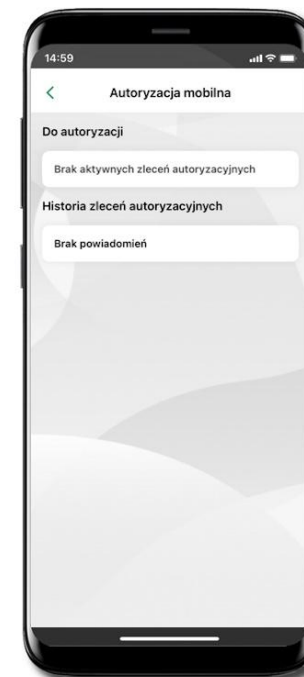 14:59
Autoryzacja mobilna
Do autoryzacji
Brak aktywnych zleceń autoryzacyjnych
Historia zleceń autoryzacyjnych
Brak powiadomień